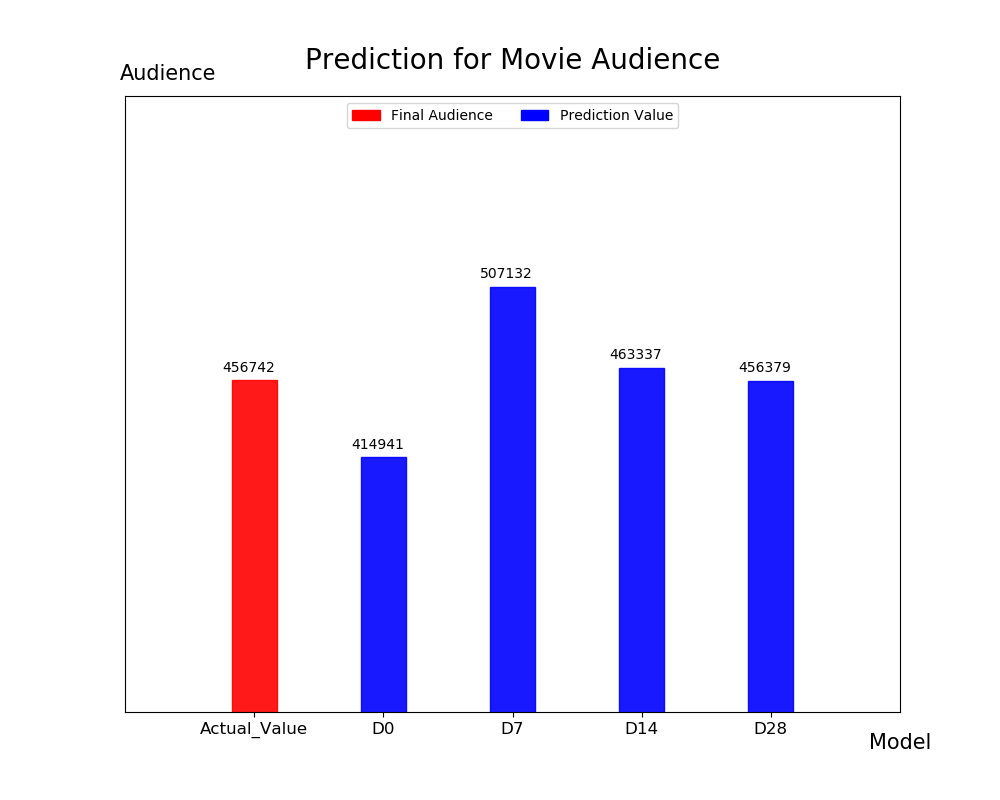 Prediction for Movie Audience
Audience
Final Audience Prediction Value
507132
456742
463337
456379
414941
Actual_Value D0 D7 D14 D28
Model